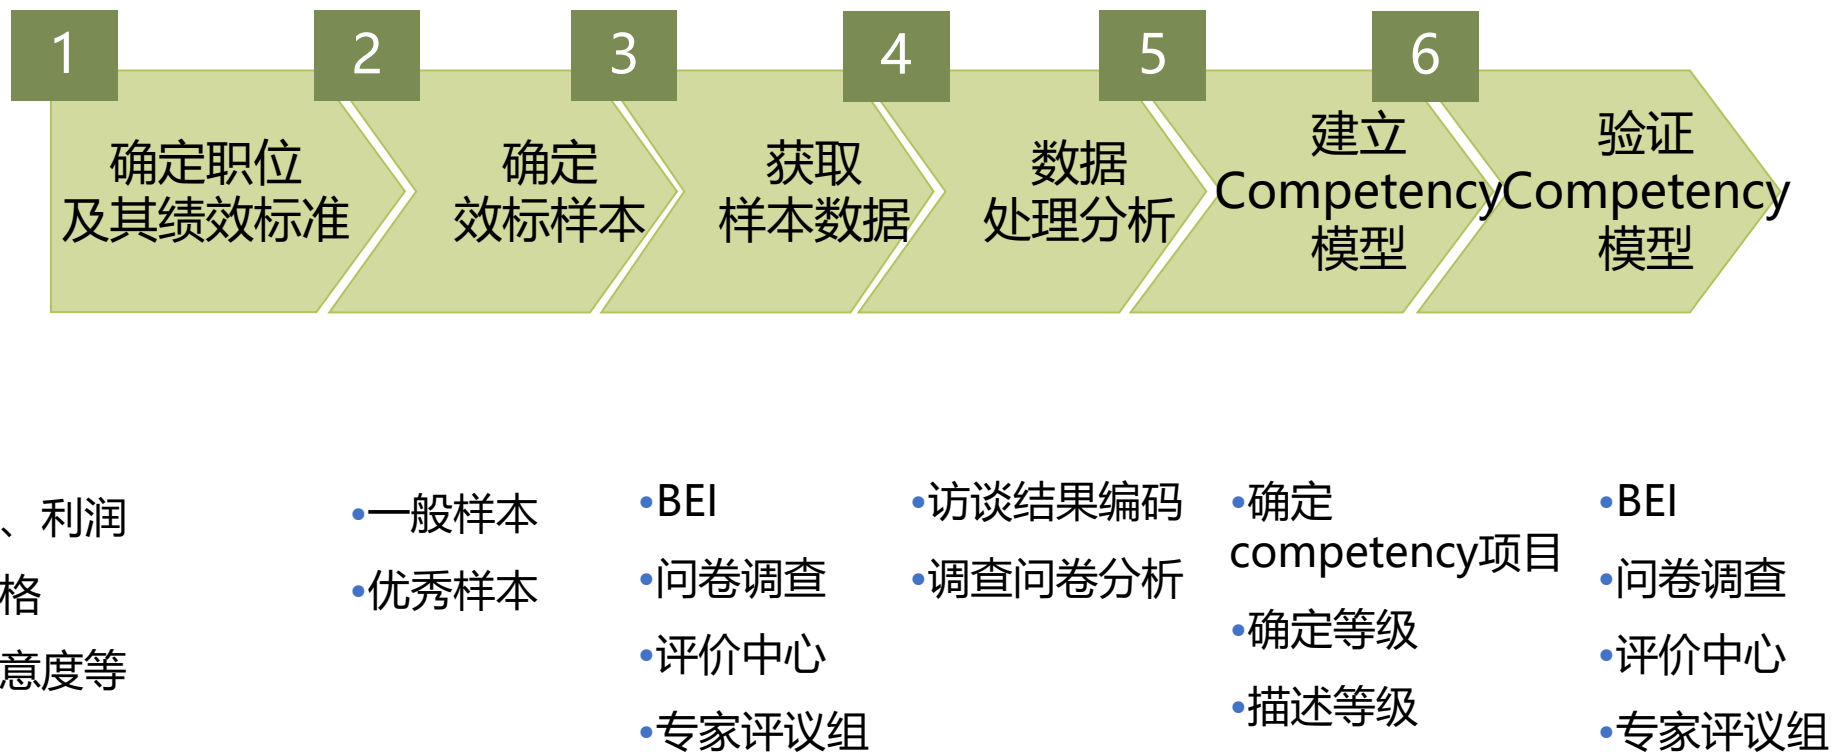 1
2
3
4
5
6
确定职位
及其绩效标准
确定
效标样本
获取
样本数据
数据
处理分析
建立
Competency
模型
验证
Competency
模型
、利润
格
意度等
•一般样本
•优秀样本
•BEI
•问卷调查
•评价中心
•专家评议组
•访谈结果编码
•调查问卷分析
•确定
competency项目
•确定等级
•描述等级
•BEI
•问卷调查
•评价中心
•专家评议组